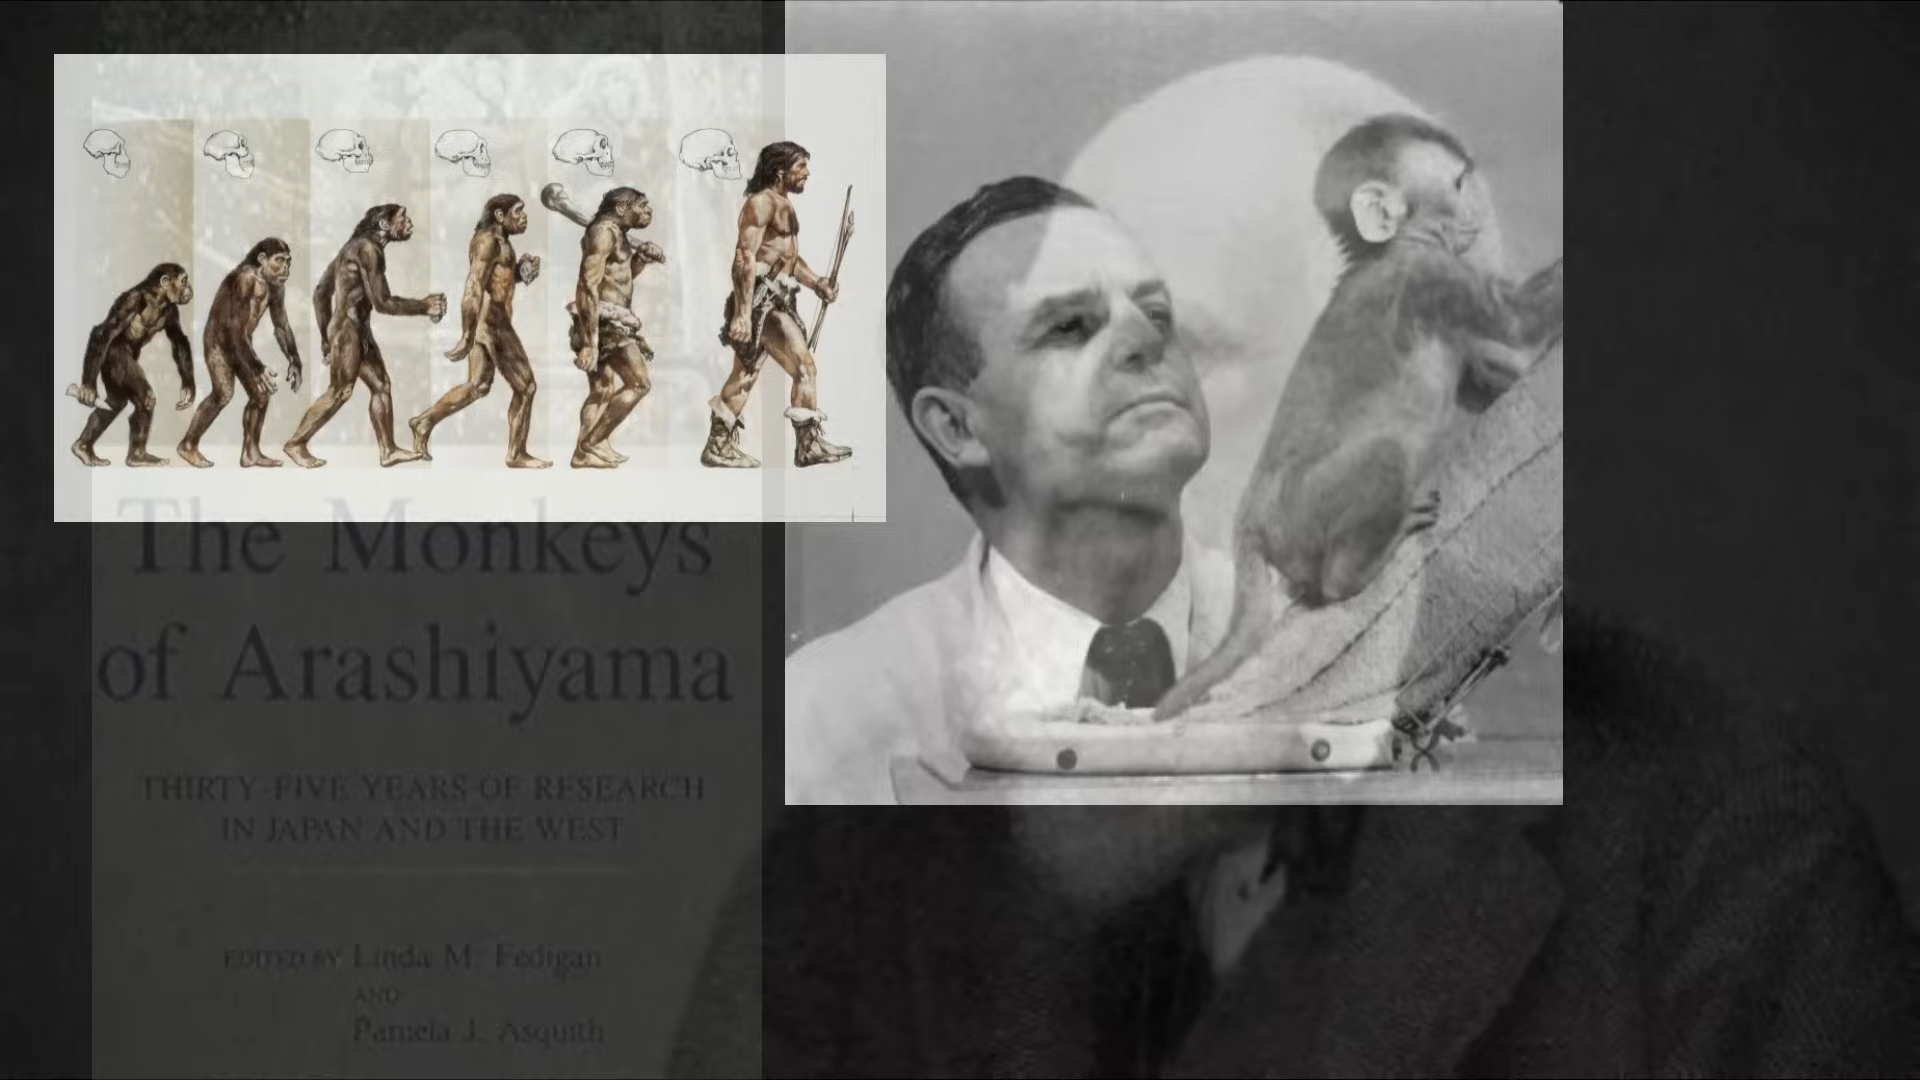 The Monkeys
of Arashiyama
THIRTY-FIVE YEARS OF RESEARCH
IN JAPAN AND THE WEST
EDITED BY Linda M. Fedigan
AND
Pamela J. Asquith